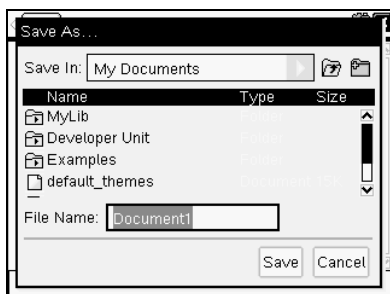 Save As...
Save In: My Documents
Name Type Size
MyLib Folder
Developer Unit Folder
Examples Folder
default_themes Document
File Name: Document1
Save Cancel